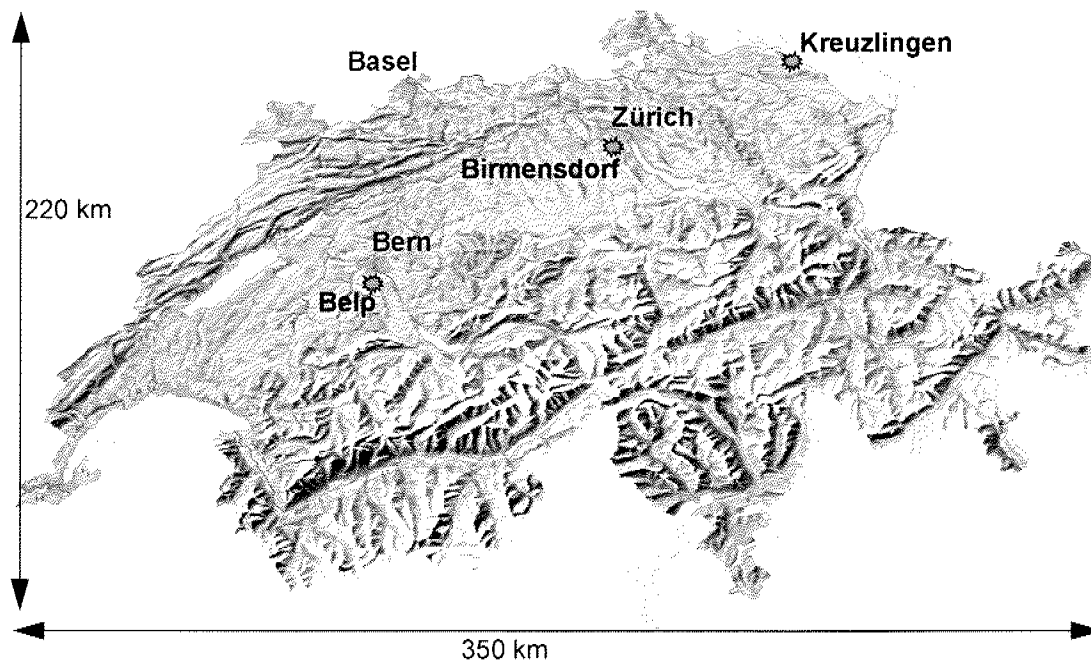 Kreuzlingen
Basel
Zürich
Birmensdorf
220 km
Bern
Belp
350 km